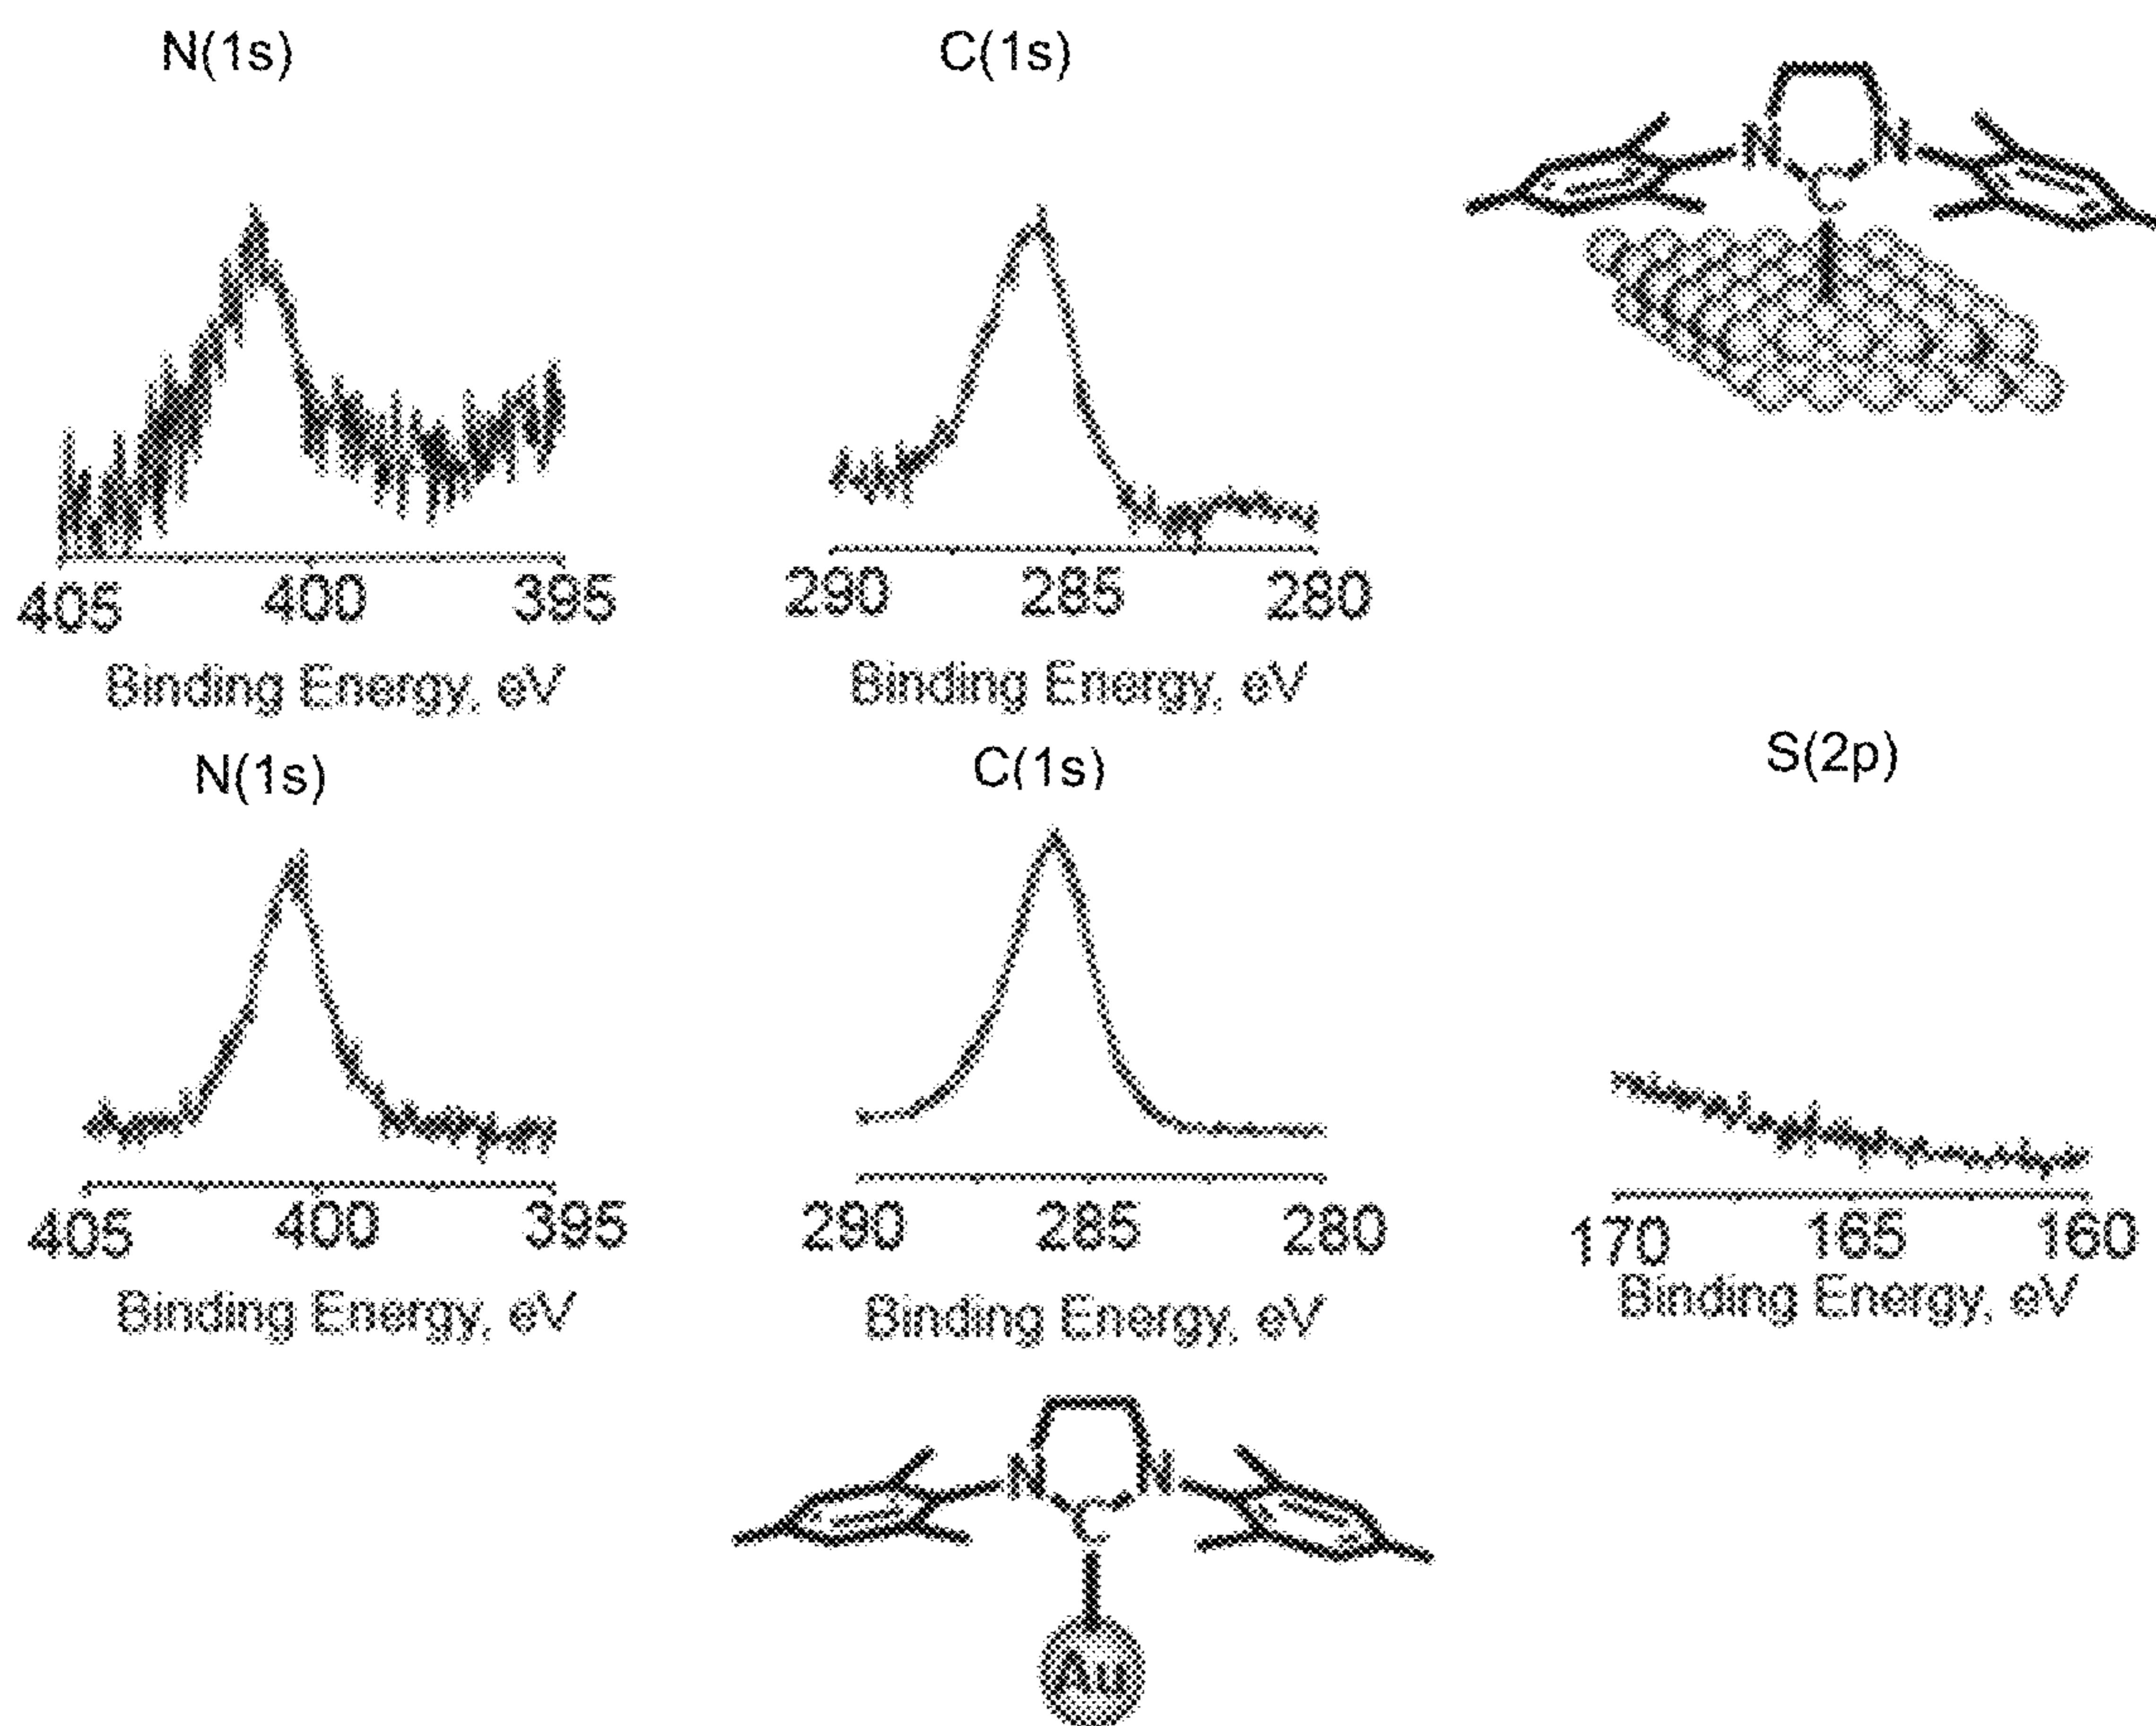 N(1s) C(1s)
N N
405 400 395 290 285 280
Binding Energy, eV Binding Energy, eV
N(1s) C(1s) S(2p)
405 400 395 290 285 280 170 165 160
Binding Energy, eV Binding Energy, eV Binding Energy, eV
N N
Au